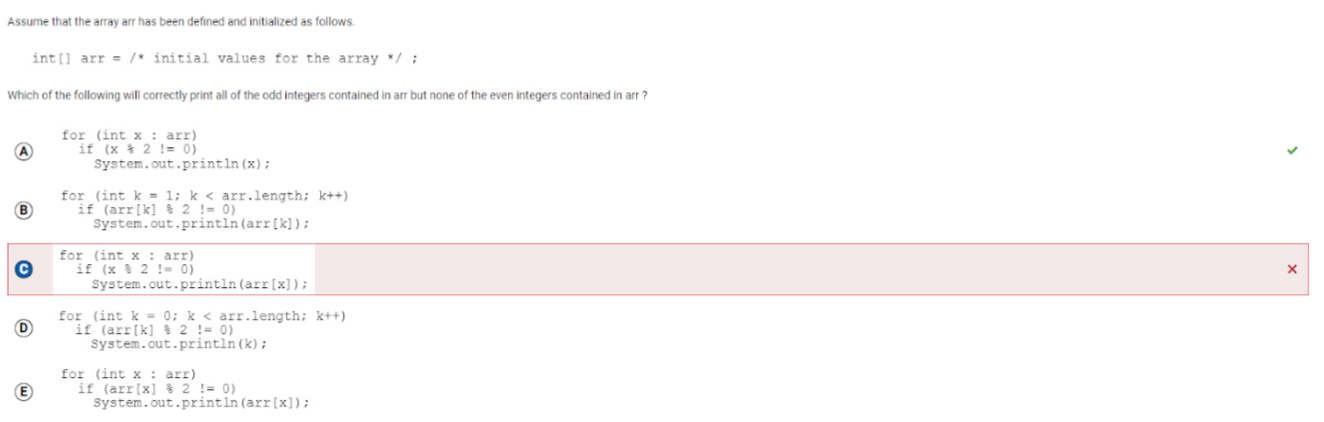 Assume that the array arr has been defined and initialized as follows.
int[] arr = /* initial values for the array */ ;
Which of the following will correctly print all of the odd integers contained in arr but none of the even integers contained in arr ?
A
for (int x : arr)
if (x % 2 != 0)
System.out.println(x);
B
for (int k = 1; k < arr.length; k++)
if (arr[k] % 2 != 0)
System.out.println(arr[k]);
C
for (int x : arr)
if (x % 2 != 0)
System.out.println(arr[x]);
D
for (int k = 0; k < arr.length; k++)
if (arr[k] % 2 != 0)
System.out.println(k);
E
for (int x : arr)
if (arr[x] % 2 != 0)
System.out.println(arr[x]);